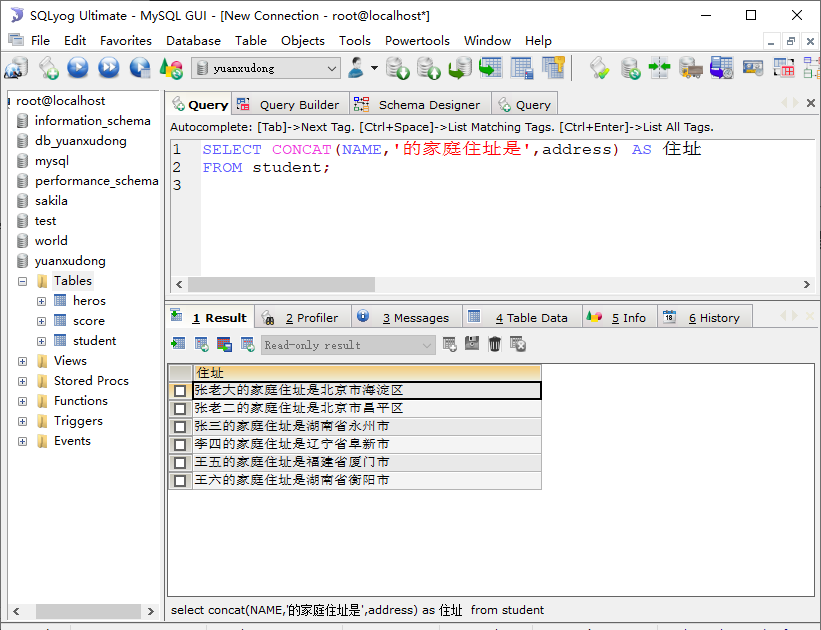 SQLyog Ultimate - MySQL GUI - [New Connection - root@localhost*]
File Edit Favorites Database Table Objects Tools Powertools Window Help
yuanxudong
root@localhost
information_schema
db_yuanxudong
mysql
performance_schema
sakila
test
world
yuanxudong
Tables
heros
score
student
Views
Stored Procs
Functions
Triggers
Events
Query Query Builder Schema Designer Query
Autocomplete: [Tab]->Next Tag. [Ctrl+Space]->List Matching Tags. [Ctrl+Enter]->List All Tags.
1 SELECT CONCAT(NAME,'的家庭住址是',address) AS 住址
2 FROM student;
3
1 Result 2 Profiler 3 Messages 4 Table Data 5 Info 18 6 History
Read-only result
住址
张老大的家庭住址是北京市海淀区
张老二的家庭住址是北京市昌平区
张三的家庭住址是湖南省永州市
李四的家庭住址是辽宁省阜新市
王五的家庭住址是福建省厦门市
王六的家庭住址是湖南省衡阳市
select concat(NAME,'的家庭住址是',address) as 住址 from student